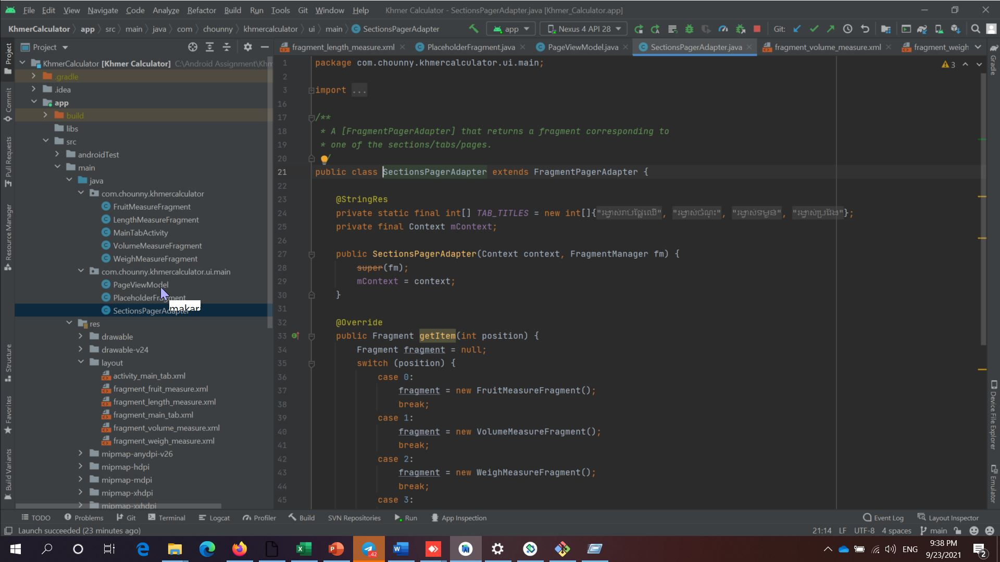 File Edit View Navigate Code Analyze Refactor Build Run Tools Git Window Help Khmer Calculator - SectionsPagerAdapter.java [Khmer_Calculator.app]
KhmerCalculator app src main java com chounny khmercalculator ui main SectionsPagerAdapter app Nexus 4 API 28 Git:
Project
fragment_length_measure.xml PlaceholderFragment.java PageViewModel.java SectionsPagerAdapter.java fragment_volume_measure.xml fragment_weigh
Project
Commit
Pull Requests
Resource Manager
Structure
Favorites
Build Variants
KhmerCalculator [Khmer Calculator] C:\Android Assignment\Khm
.gradle
.idea
app
build
libs
src
androidTest
main
java
com.chounny.khmercalculator
FruitMeasureFragment
LengthMeasureFragment
MainTabActivity
VolumeMeasureFragment
WeighMeasureFragment
com.chounny.khmercalculator.ui.main
PageViewModel
PlaceholderFragment
SectionsPagerAdapter
makar
res
drawable
drawable-v24
layout
activity_main_tab.xml
fragment_fruit_measure.xml
fragment_length_measure.xml
fragment_main_tab.xml
fragment_volume_measure.xml
fragment_weigh_measure.xml
mipmap-anydpi-v26
mipmap-hdpi
mipmap-mdpi
mipmap-xhdpi
mipmap-xxhdpi
3
1 package com.chounny.khmercalculator.ui.main;
2
3 import ...
16
17 /**
18 * A [FragmentPagerAdapter] that returns a fragment corresponding to
19 * one of the sections/tabs/pages.
20 /
21 public class SectionsPagerAdapter extends FragmentPagerAdapter {
22
23 @StringRes
24 private static final int[] TAB_TITLES = new int[]{"រង្វាស់រាប់ផ្លែឈើ", "រង្វាស់ចំណុះ", "រង្វាស់ទម្ងន់", "រង្វាស់ប្រវែង"};
25 private final Context mContext;
26
27 public SectionsPagerAdapter(Context context, FragmentManager fm) {
28 super(fm);
29 mContext = context;
30 }
31
32 @Override
33 public Fragment getItem(int position) {
34 Fragment fragment = null;
35 switch (position) {
36 case 0:
37 fragment = new FruitMeasureFragment();
38 break;
39 case 1:
40 fragment = new VolumeMeasureFragment();
41 break;
42 case 2:
43 fragment = new WeighMeasureFragment();
44 break;
45 case 3:
Gradle
Device File Explorer
Emulator
TODO Problems Git Terminal Logcat Profiler Build SVN Repositories Run App Inspection Event Log Layout Inspector
Launch succeeded (23 minutes ago) 21:14 LF UTF-8 4 spaces main
42
ENG
9:38 PM
9/23/2021
2